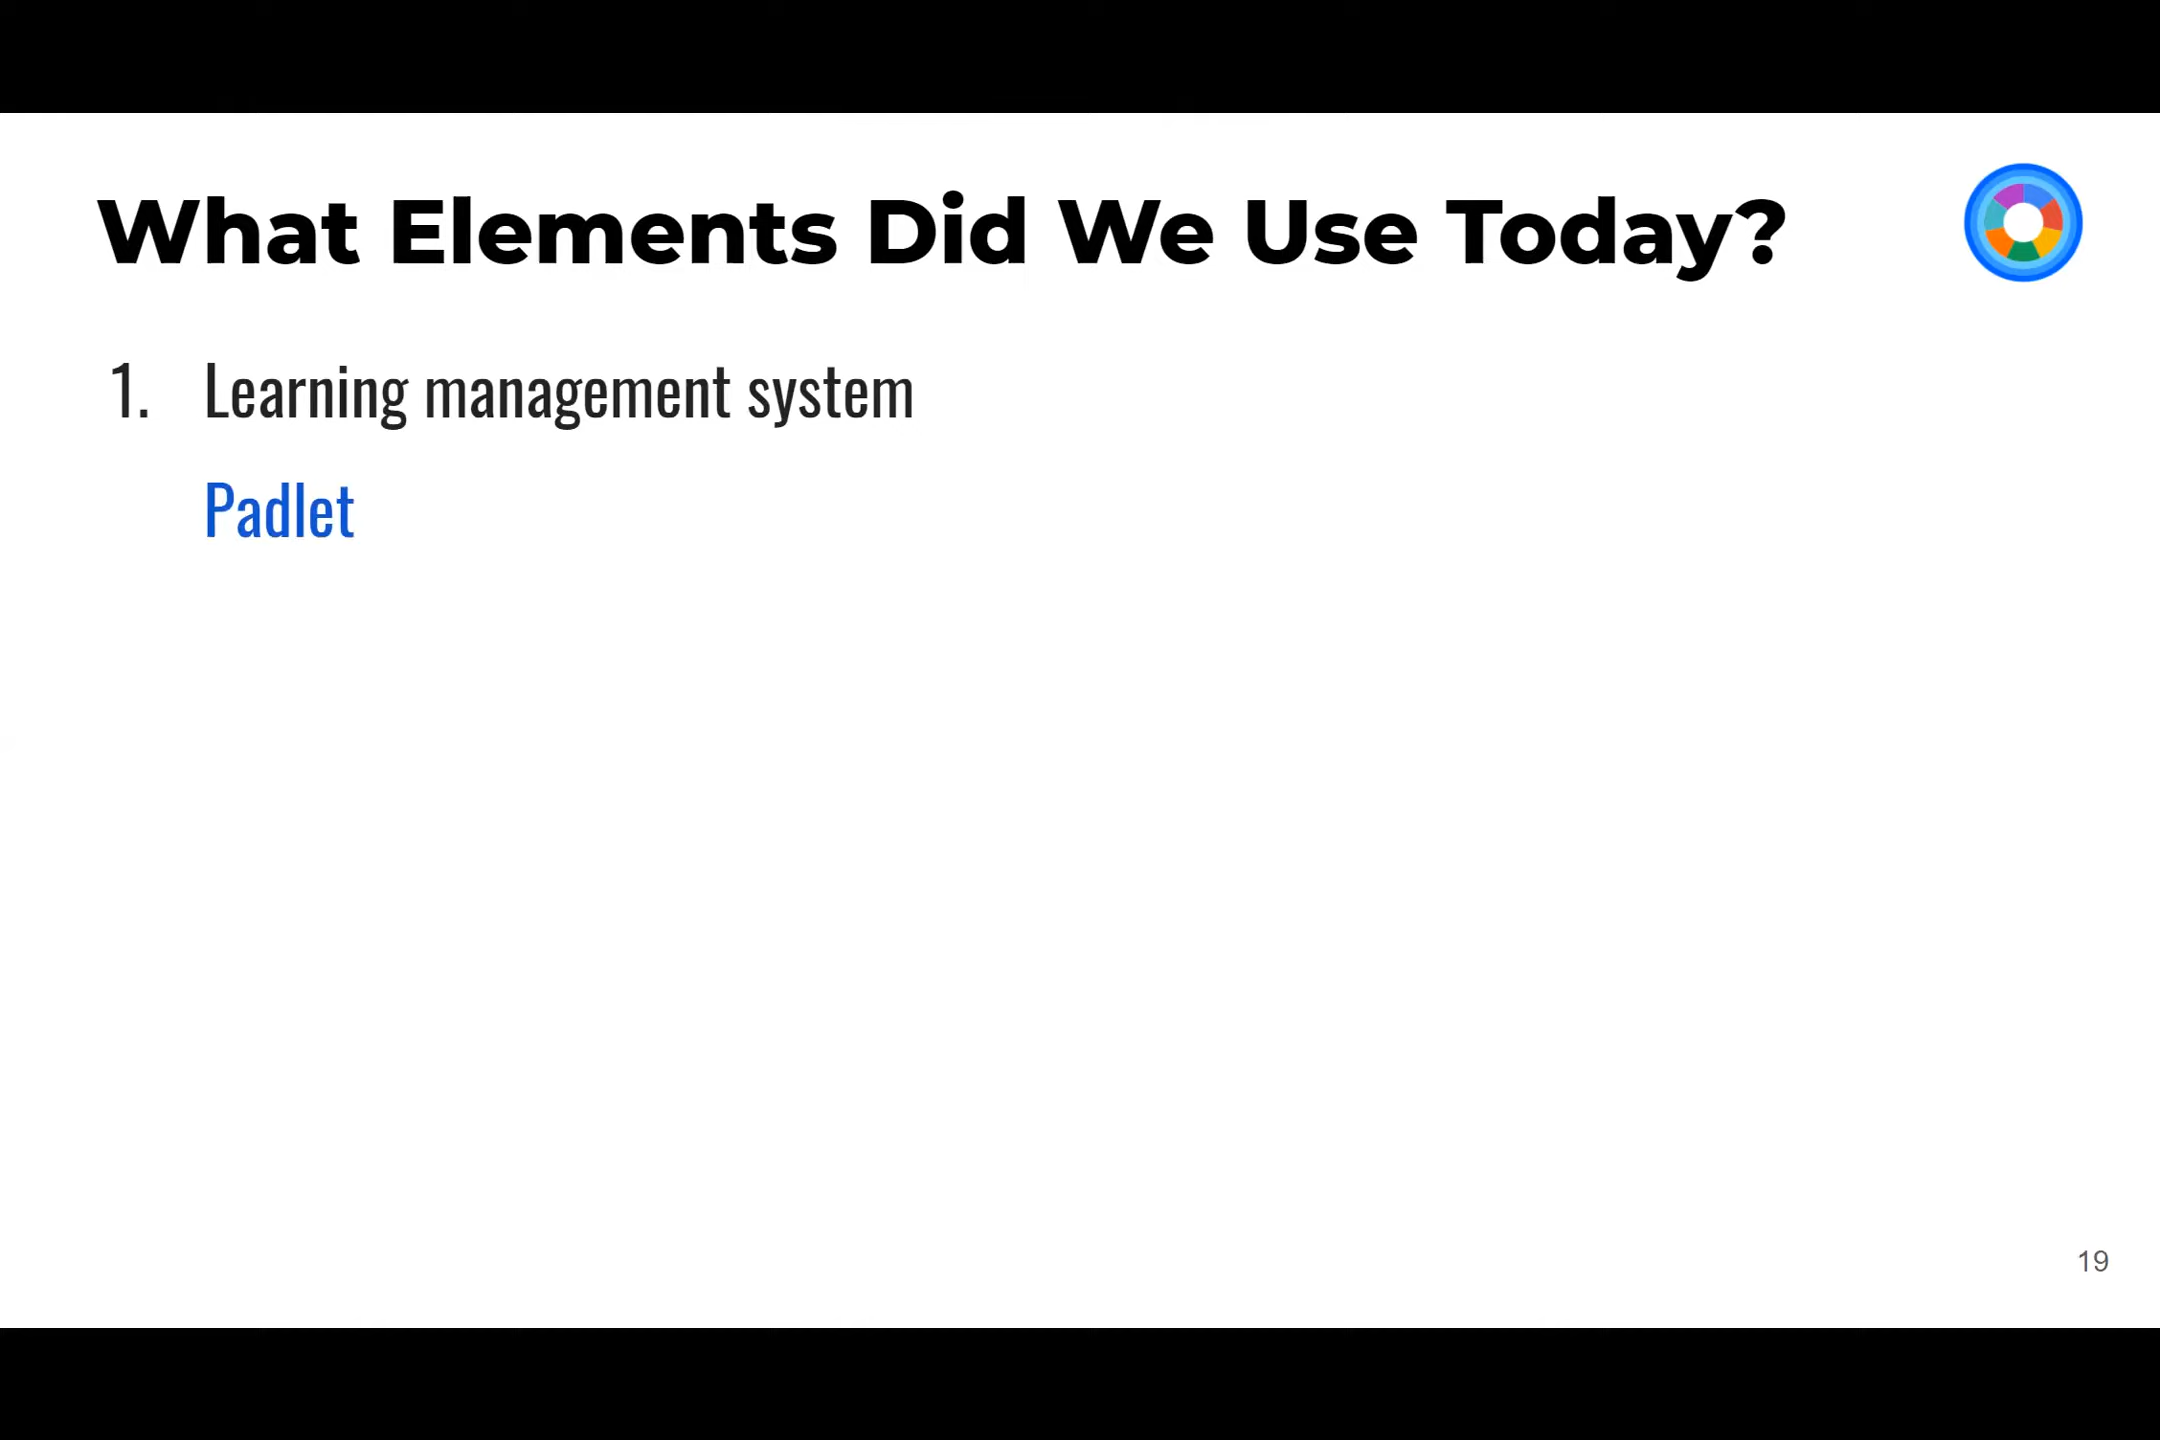 What Elements Did We Use Today?
1. Learning management system
Padlet
19